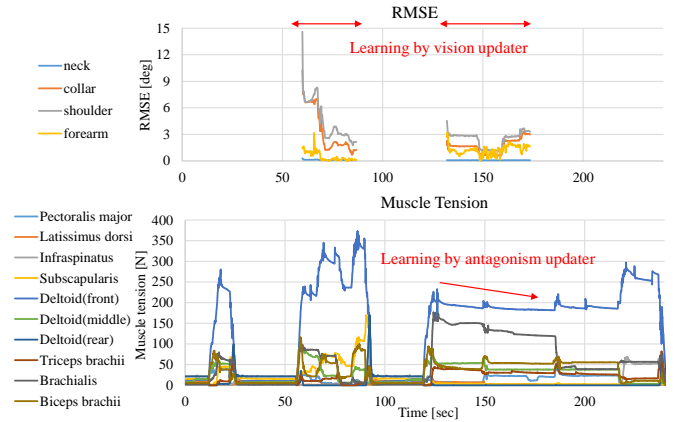 RMSE
Learning by vision updater
neck
collar
shoulder
forearm
RMSE [deg]
15
12
9
6
3
0
0
50
100
150
200
Muscle Tension
Pectoralis major
Latissimus dorsi
Infraspinatus
Subscapularis
Deltoid(front)
Deltoid(middle)
Deltoid(rear)
Triceps brachii
Brachialis
Biceps brachii
Muscle tension [N]
400
350
300
250
200
150
100
50
0
Learning by antagonism updater
0
50
100
150
200
Time [sec]